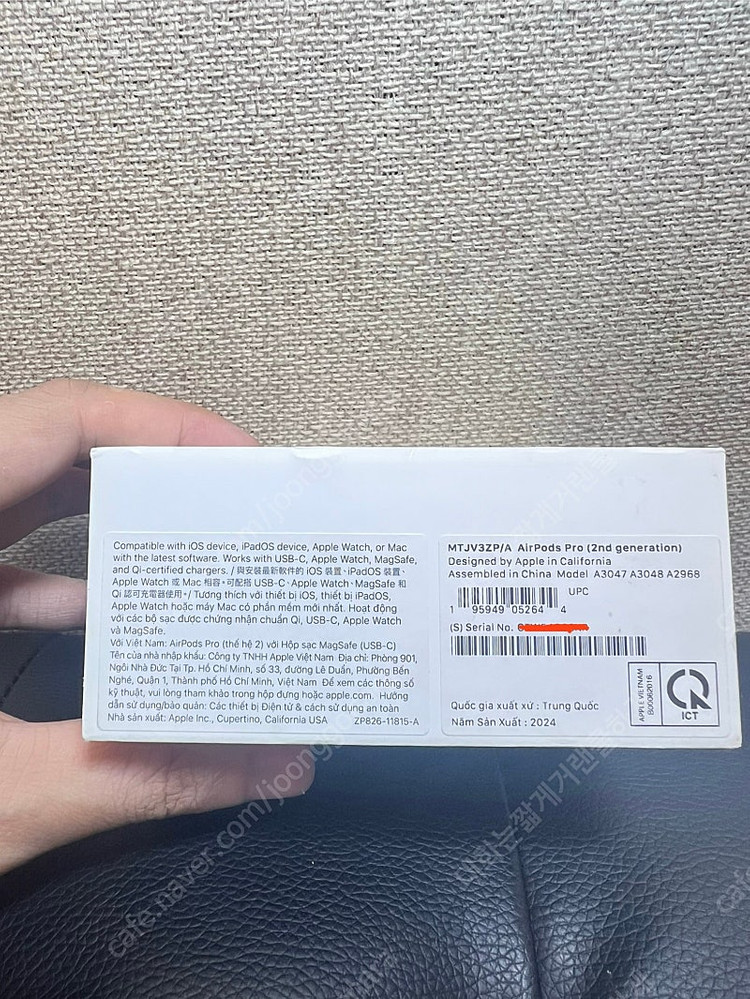 Compatible with iOS device, iPadOS device, Apple Watch, or Mac
with the latest software. Works with USB-C, Apple Watch, MagSafe,
and Qi-certified chargers. / 與安裝最新軟件的 iOS 裝置、iPadOS 裝置、
Apple Watch 或 Mac 相容。可配搭 USB-C、Apple Watch、MagSafe 和
Qi 認可充電器使用。/ Tương thích với thiết bị iOS, thiết bị iPadOS,
Apple Watch hoặc máy Mac có phần mềm mới nhất. Hoạt động
với các bộ sạc được chứng nhận chuẩn Qi, USB-C, Apple Watch
và MagSafe.
Với Việt Nam: AirPods Pro (thế hệ 2) với Hộp sạc MagSafe (USB-C)
Tên của nhà nhập khẩu: Công ty TNHH Apple Việt Nam Địa chỉ: Phòng 901,
Ngôi Nhà Đức Tại Tp. Hồ Chí Minh, số 33, đường Lê Duẩn, Phường Bến
Nghé, Quận 1, Thành phố Hồ Chí Minh, Việt Nam. Để xem các thông số
kỹ thuật, vui lòng tham khảo trong hộp đựng hoặc apple.com. Hướng
dẫn sử dụng/bảo quản: Các thiết bị Điện tử & cách sử dụng an toàn
Nhà sản xuất: Apple Inc., Cupertino, California USA ZP826-11815-A
MTJV3ZP/A AirPods Pro (2nd generation)
Designed by Apple in California
Assembled in China Model A3047 A3048 A2968
UPC
1 95949 05264 4
(S) Serial No.
Quốc gia xuất xứ : Trung Quốc
Năm Sản Xuất : 2024
APPLE VIETNAM
B00062016
ICT
cafe.naver.com/joongg